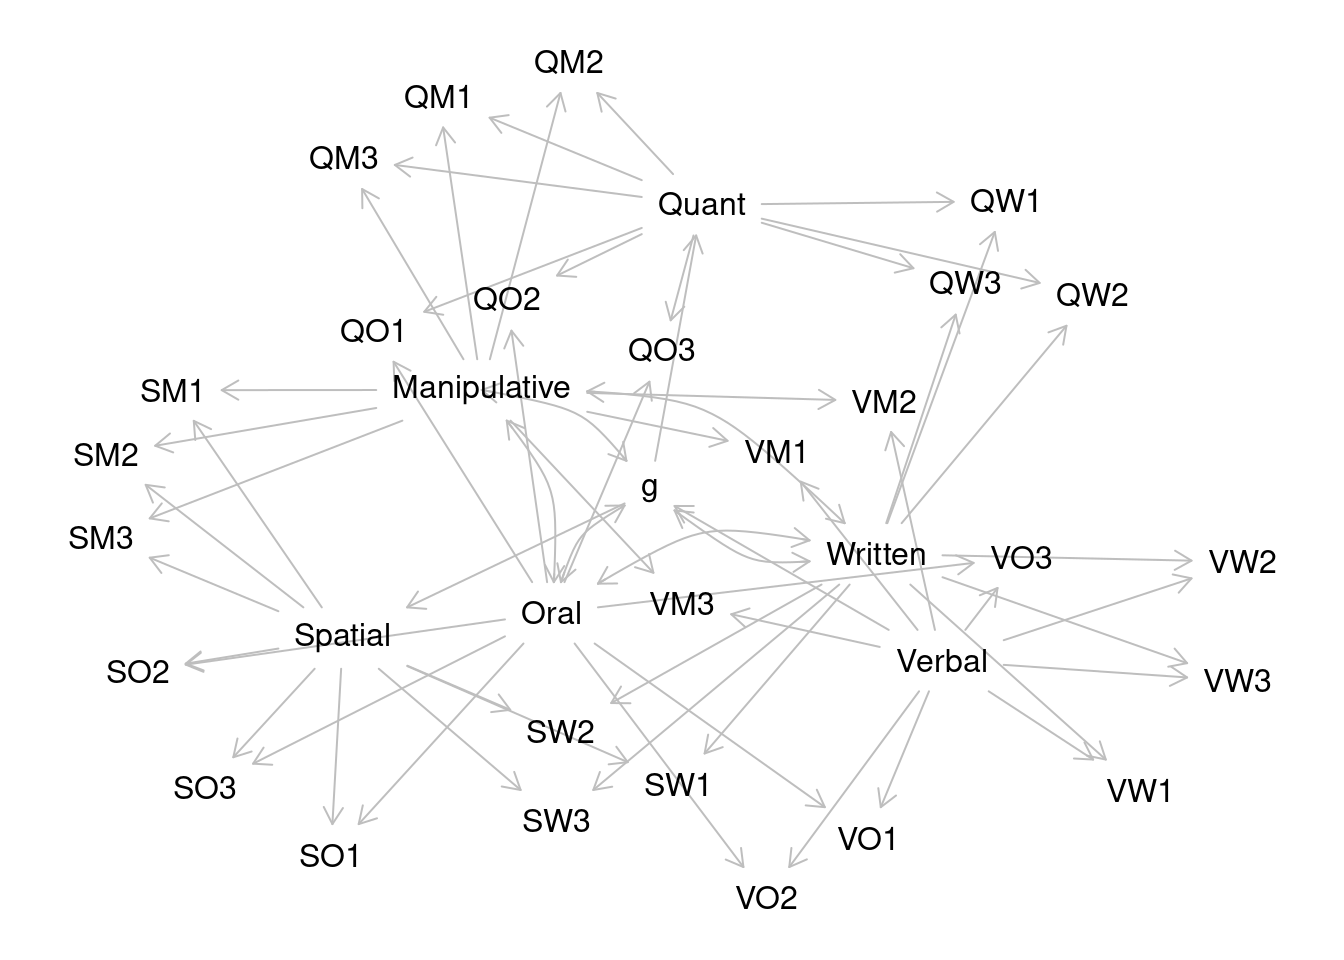 QM2
QM1
QM3
Quant
QW1
QW3
QW2
QO2
QO1
QO3
SM1
Manipulative
VM2
SM2
VM1
g
SM3
Written
VO3
VW2
VM3
Oral
Spatial
Verbal
SO2
VW3
SW2
SO3
SW1
VW1
SW3
VO1
SO1
VO2